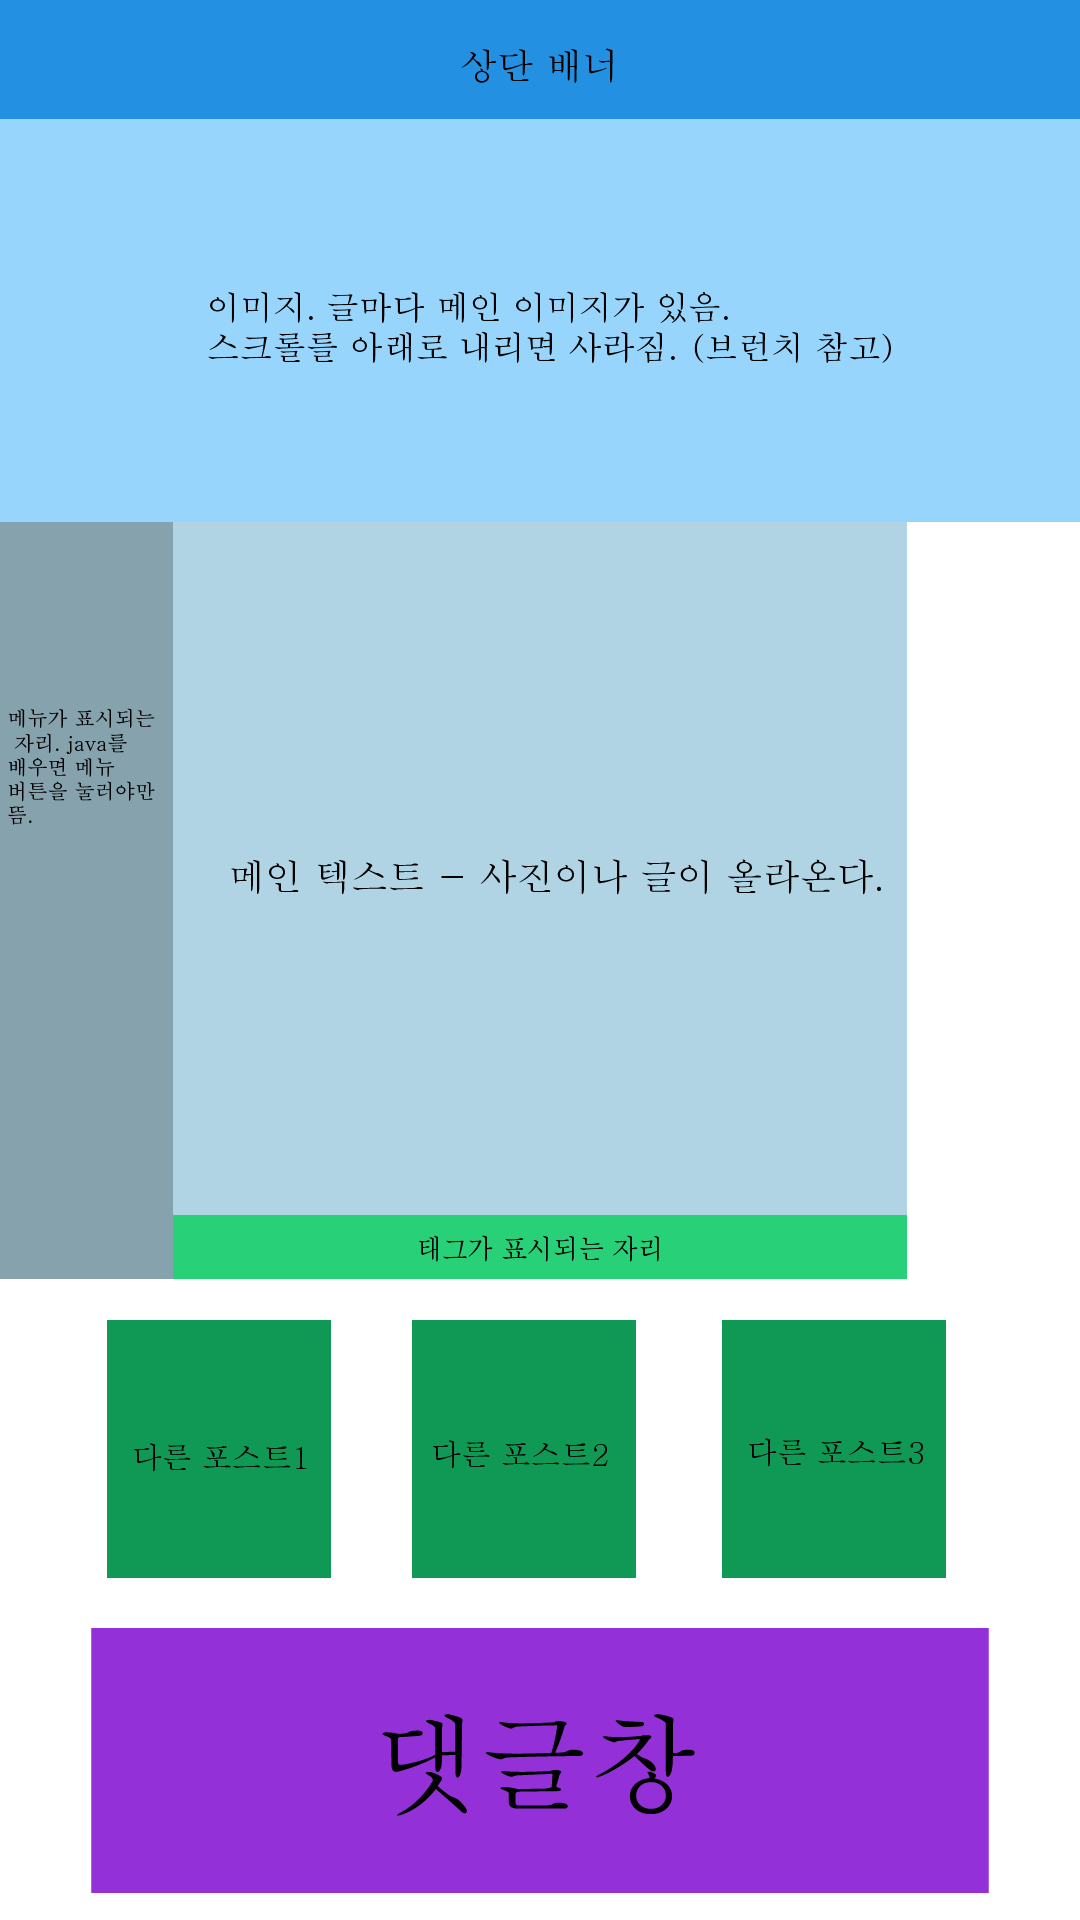 상단 배너
이미지. 글마다 메인 이미지가 있음.
스크롤를 아래로 내리면 사라짐. (브런치 참고)
메뉴가 표시되는
자리. java를
배우면 메뉴
버튼을 눌러야만
뜸.
메인 텍스트 - 사진이나 글이 올라온다.
태그가 표시되는 자리
다른 포스트1
다른 포스트2
다른 포스트3
댓글창